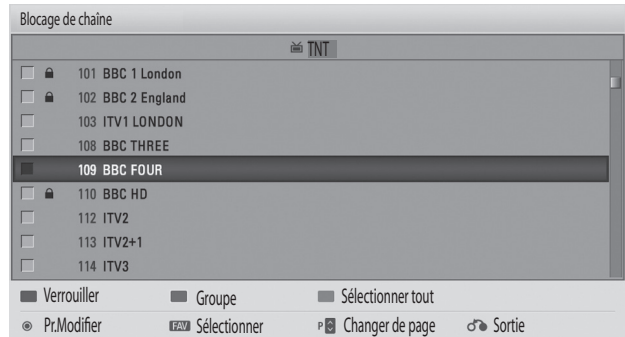 Blocage de chaîne
TNT
101 BBC 1 London
102 BBC 2 England
103 ITV1 LONDON
108 BBC THREE
109 BBC FOUR
110 BBC HD
112 ITV2
113 ITV2+1
114 ITV3
Verrouiller Groupe Sélectionner tout
Pr.Modifier FAV Sélectionner P Changer de page Sortie